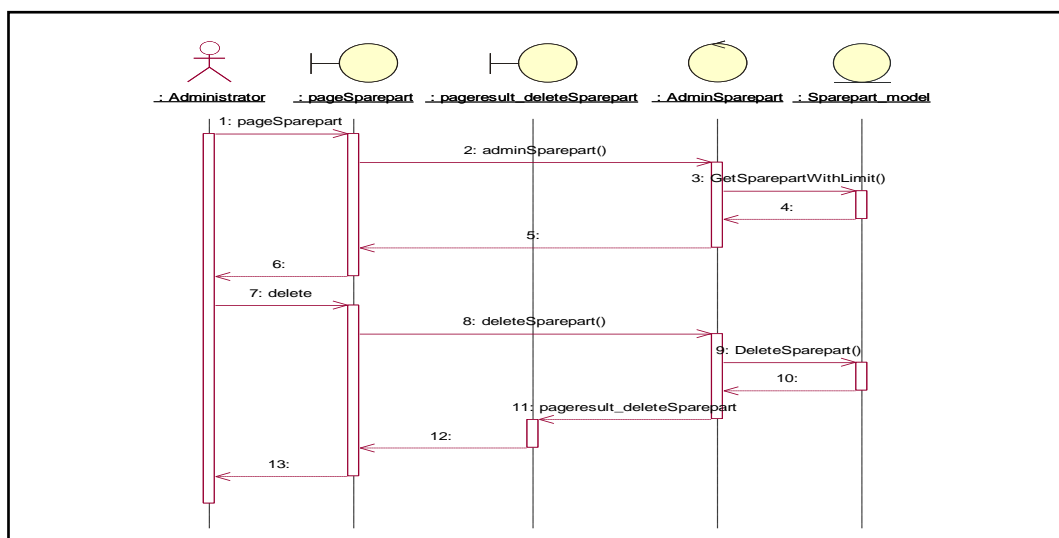 : Administrator
: pageSparepart
: pageresult_deleteSparepart
: AdminSparepart
: Sparepart_model
1: pageSparepart
2: adminSparepart()
3: GetSparepartWithLimit()
4:
5:
6:
7: delete
8: deleteSparepart()
9: DeleteSparepart()
10:
11: pageresult_deleteSparepart
12:
13: